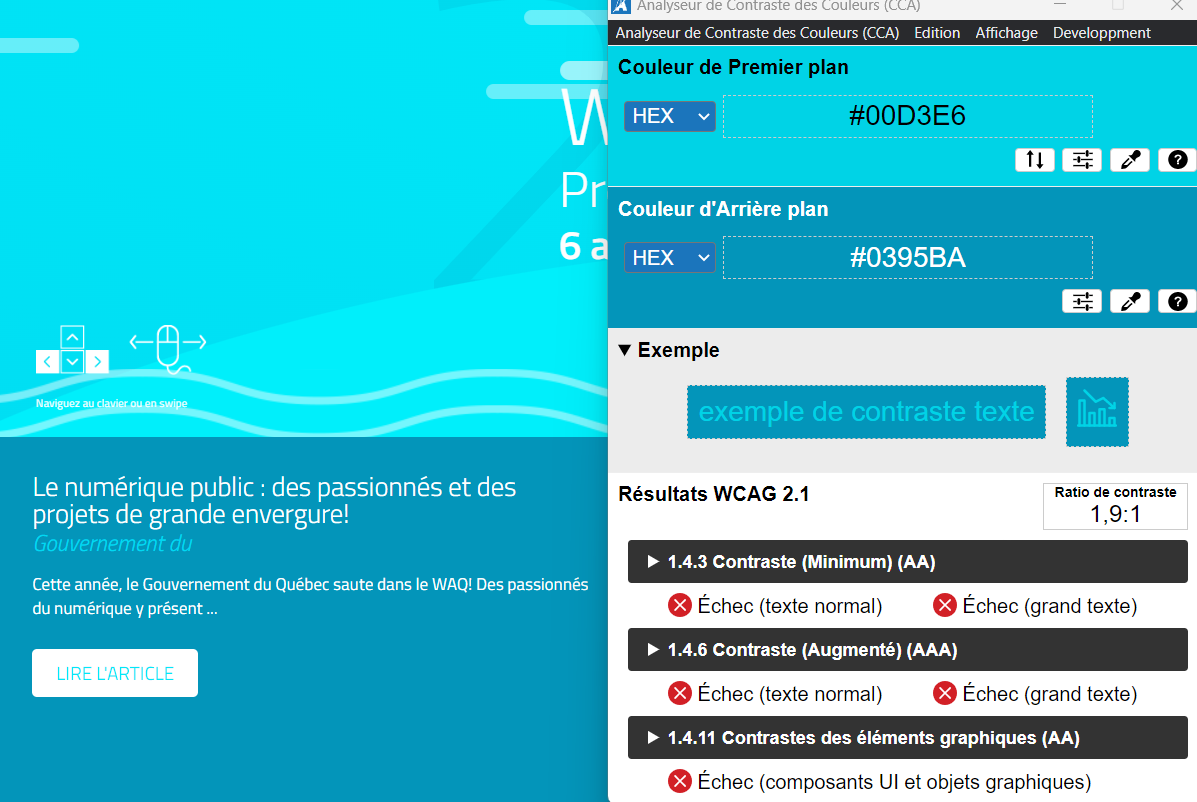 W
Pr
6 a
Naviguez au clavier ou en swipe
Le numérique public : des passionnés et des
projets de grande envergure!
Gouvernement du
Cette année, le Gouvernement du Québec saute dans le WAQ! Des passionnés
du numérique y présent ...
LIRE L'ARTICLE
Analyseur de Contraste des Couleurs (CCA)
Analyseur de Contraste des Couleurs (CCA) Edition Affichage Developpment
Couleur de Premier plan
HEX #00D3E6
Couleur d'Arrière plan
HEX #0395BA
Exemple
exemple de contraste texte
Résultats WCAG 2.1
Ratio de contraste
1,9:1
1.4.3 Contraste (Minimum) (AA)
Échec (texte normal) Échec (grand texte)
1.4.6 Contraste (Augmenté) (AAA)
Échec (texte normal) Échec (grand texte)
1.4.11 Contrastes des éléments graphiques (AA)
Échec (composants UI et objets graphiques)